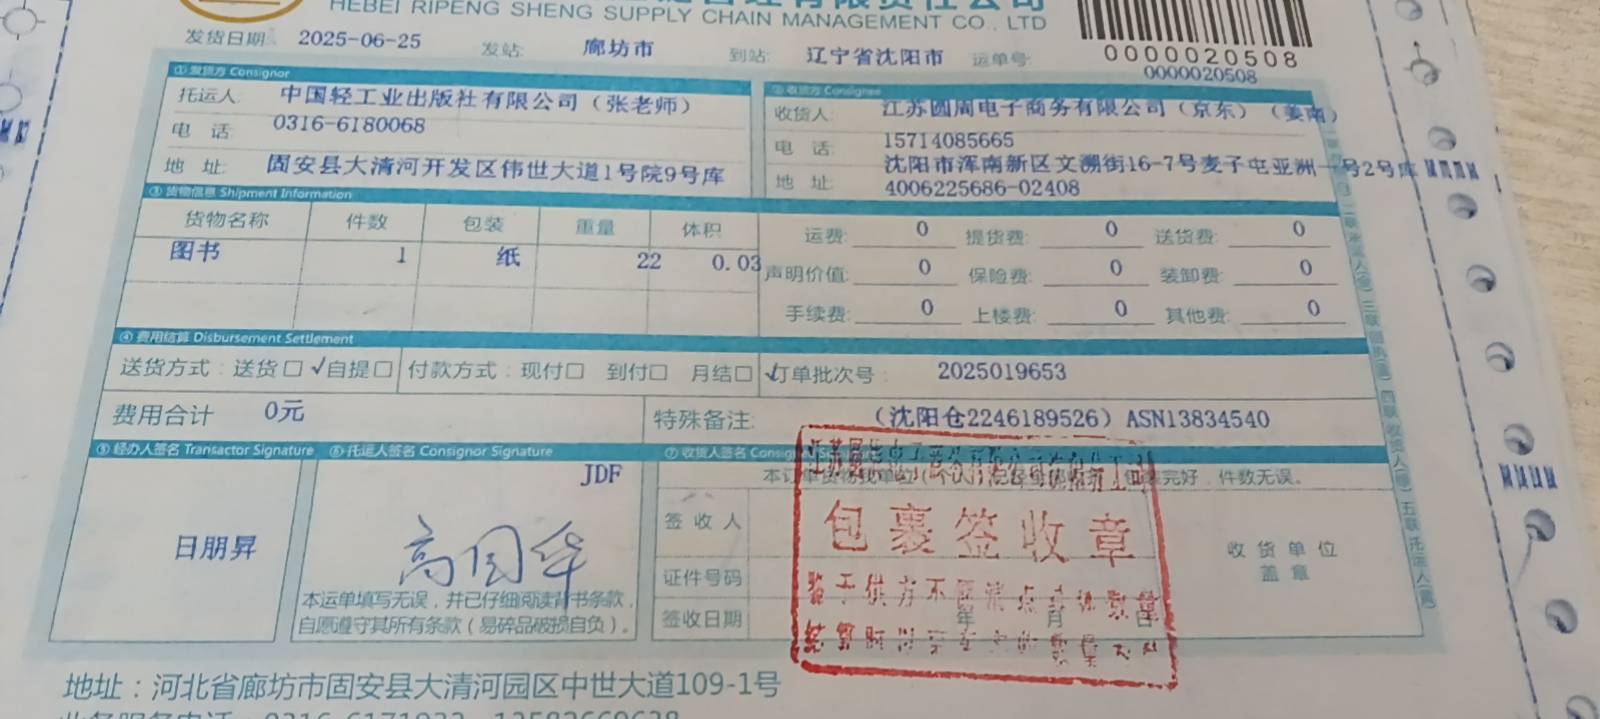 HEBEI RIPENG SHENG SUPPLY CHAIN MANAGEMENT CO., LTD
发货日期: 2025-06-25 发站: 廊坊市 到站: 辽宁省沈阳市 运单号: 0000020508
0000020508
①发货方 Consignor
托运人 中国轻工业出版社有限公司（张老师）
电 话: 0316-6180068
地 址: 固安县大清河开发区伟世大道1号院9号库
②收货方 Consignee
收货人: 江苏圆周电子商务有限公司（京东）（姜南）
电 话: 15714085665
地 址: 沈阳市浑南新区文溯街16-7号麦子屯亚洲一号2号库
4006225686-02408
③货物信息 Shipment Information
货物名称 件数 包装 重量 体积
图书 1 纸 22 0.03
运费: 0 提货费: 0 送货费: 0
声明价值: 0 保险费: 0 装卸费: 0
手续费: 0 上楼费: 0 其他费: 0
④费用结算 Disbursement Settlement
送货方式：送货□ √自提□ 付款方式：现付□ 到付□ 月结□ √订单批次号: 2025019653
费用合计 0元 特殊备注: （沈阳仓2246189526）ASN13834540
⑤经办人签名 Transactor Signature ⑥托运人签名 Consignor Signature ⑦收货人签名
JDF
日朋昇
高国华
本运单填写无误，并已仔细阅读背书条款，
自愿遵守其所有条款（易碎品破损自负）。
完好，件数无误。
签收人
证件号码
签收日期 年 月 日
包裹签收章
收货单位
盖章
地址：河北省廊坊市固安县大清河园区中世大道109-1号